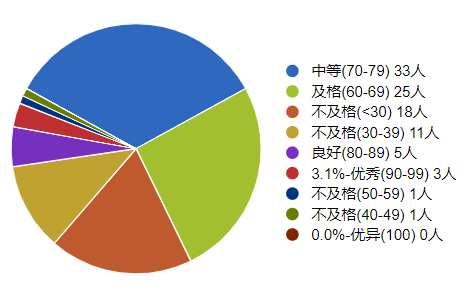 中等(70-79) 33人
及格(60-69) 25人
不及格(<30) 18人
不及格(30-39) 11人
良好(80-89) 5人
3.1%-优秀(90-99) 3人
不及格(50-59) 1人
不及格(40-49) 1人
0.0%-优异(100) 0人